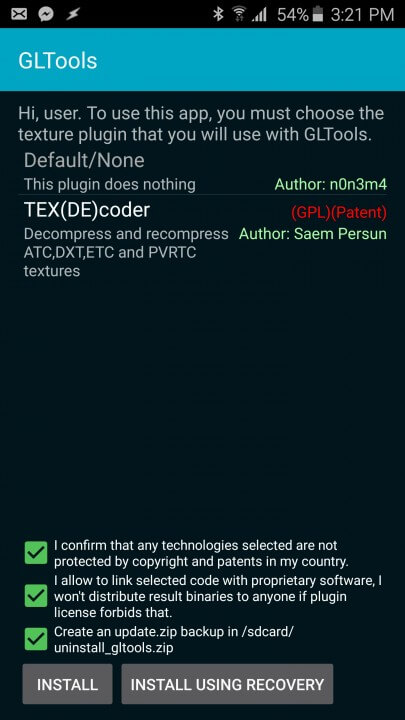 54% 3:21 PM
GLTools
Hi, user. To use this app, you must choose the
texture plugin that you will use with GLTools.
Default/None
This plugin does nothing Author: n0n3m4
TEX(DE)coder (GPL)(Patent)
Decompress and recompress Author: Saem Persun
ATC,DXT,ETC and PVRTC
textures
I confirm that any technologies selected are not
protected by copyright and patents in my country.
I allow to link selected code with proprietary software, I
won't distribute result binaries to anyone if plugin
license forbids that.
Create an update.zip backup in /sdcard/
uninstall_gltools.zip
INSTALL INSTALL USING RECOVERY